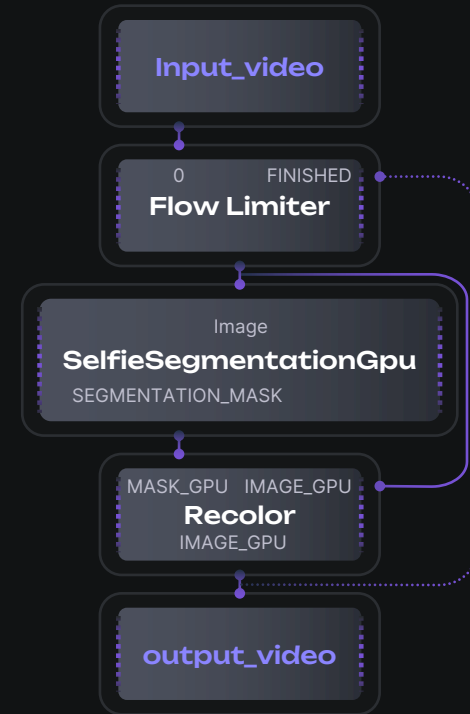 Input_video
0 FINISHED
Flow Limiter
Image
SelfieSegmentationGpu
SEGMENTATION_MASK
MASK_GPU IMAGE_GPU
Recolor
IMAGE_GPU
output_video